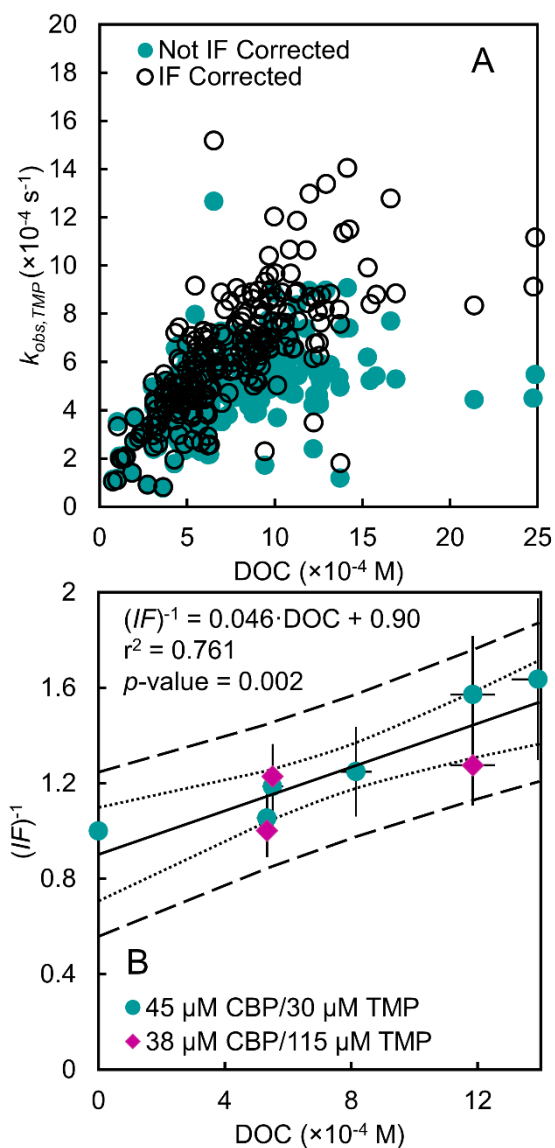 20
18
16
14
12
10
8
6
4
2
0
k_obs,TMP (×10⁻⁴ s⁻¹)
Not IF Corrected
IF Corrected
A
0 5 10 15 20 25
DOC (×10⁻⁴ M)
2
1.6
1.2
0.8
0.4
0
(IF)⁻¹
(IF)⁻¹ = 0.046·DOC + 0.90
r² = 0.761
p-value = 0.002
B
45 µM CBP/30 µM TMP
38 µM CBP/115 µM TMP
0 4 8 12
DOC (×10⁻⁴ M)